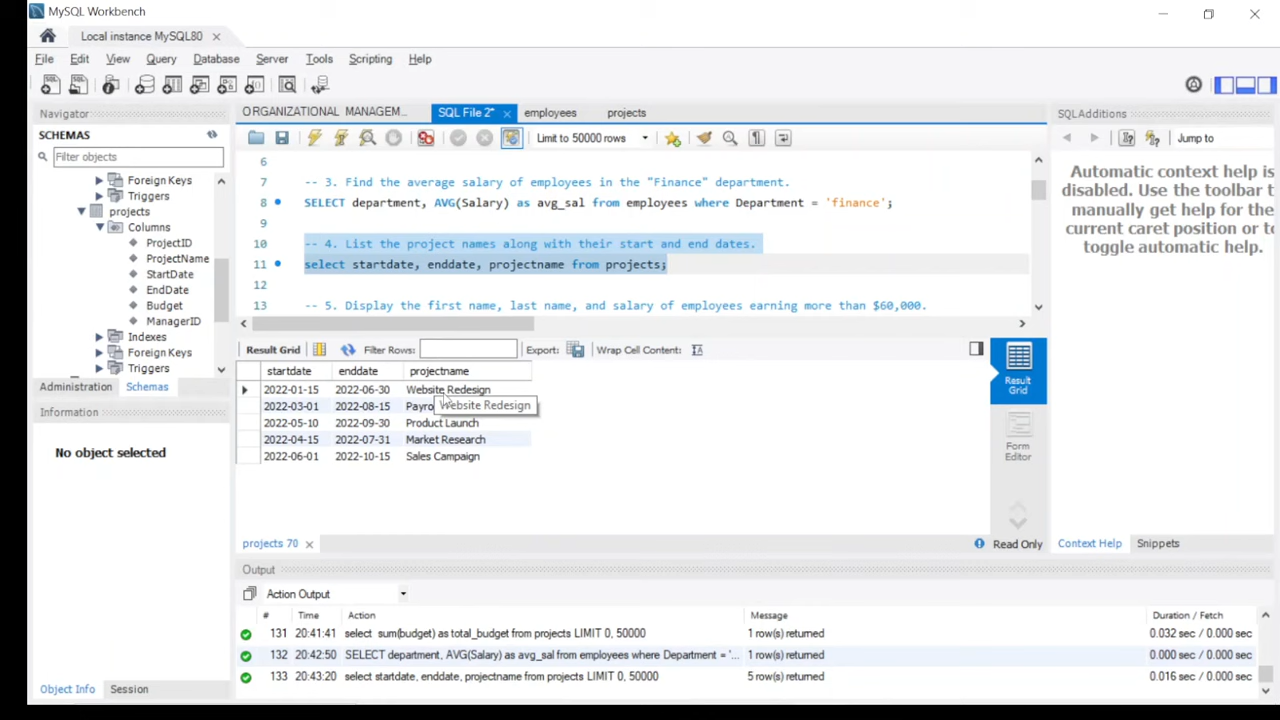 MySQL Workbench
Local instance MySQL80
File Edit View Query Database Server Tools Scripting Help
Navigator
SCHEMAS
Filter objects
Foreign Keys
Triggers
projects
Columns
ProjectID
ProjectName
StartDate
EndDate
Budget
ManagerID
Indexes
Foreign Keys
Triggers
Administration Schemas
Information
No object selected
Object Info Session
ORGANIZATIONAL MANAGEM... SQL File 2* employees projects
Limit to 50000 rows
6
7 -- 3. Find the average salary of employees in the "Finance" department.
8 SELECT department, AVG(Salary) as avg_sal from employees where Department = 'finance';
9
10 -- 4. List the project names along with their start and end dates.
11 select startdate, enddate, projectname from projects;
12
13 -- 5. Display the first name, last name, and salary of employees earning more than $60,000.
Result Grid Filter Rows: Export: Wrap Cell Content:
startdate enddate projectname
2022-01-15 2022-06-30 Website Redesign
2022-03-01 2022-08-15 Payro
Website Redesign
2022-05-10 2022-09-30 Product Launch
2022-04-15 2022-07-31 Market Research
2022-06-01 2022-10-15 Sales Campaign
Result
Grid
Form
Editor
projects 70
Read Only
SQLAdditions
Jump to
Automatic context help is
disabled. Use the toolbar t
manually get help for the
current caret position or to
toggle automatic help.
Context Help Snippets
Output
Action Output
# Time Action Message Duration / Fetch
131 20:41:41 select sum(budget) as total_budget from projects LIMIT 0, 50000 1 row(s) returned 0.032 sec / 0.000 sec
132 20:42:50 SELECT department, AVG(Salary) as avg_sal from employees where Department = '... 1 row(s) returned 0.000 sec / 0.000 sec
133 20:43:20 select startdate, enddate, projectname from projects LIMIT 0, 50000 5 row(s) returned 0.016 sec / 0.000 sec